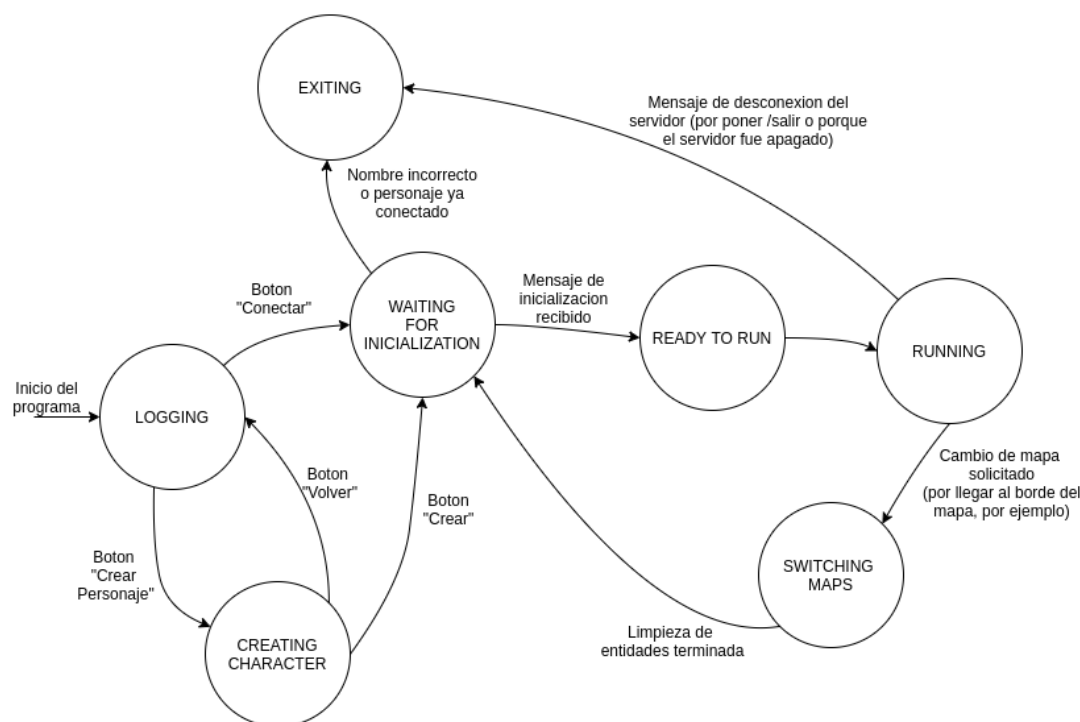 EXITING
Mensaje de desconexion del
servidor (por poner /salir o porque
el servidor fue apagado)
Nombre incorrecto
o personaje ya
conectado
Boton
"Conectar"
WAITING
FOR
INICIALIZATION
Mensaje de
inicializacion
recibido
READY TO RUN
RUNNING
Inicio del
programa
LOGGING
Boton
"Volver"
Boton
"Crear"
Cambio de mapa
solicitado
(por llegar al borde del
mapa, por ejemplo)
Boton
"Crear
Personaje"
SWITCHING
MAPS
CREATING
CHARACTER
Limpieza de
entidades terminada